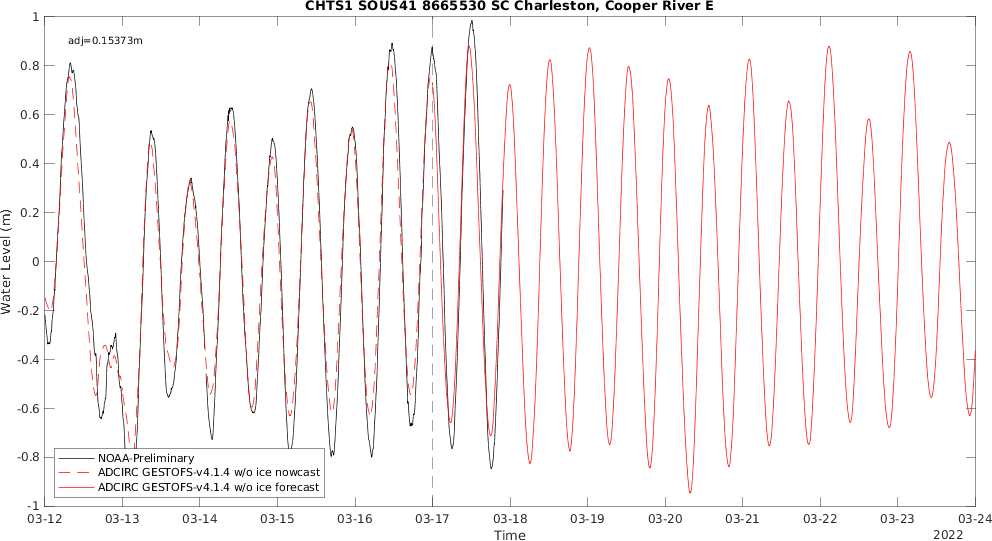 CHTS1 SOUS41 8665530 SC Charleston, Cooper River E
adj=0.15373m
1
0.8
0.6
0.4
0.2
0
-0.2
-0.4
-0.6
-0.8
-1
Water Level (m)
NOAA-Preliminary
ADCIRC GESTOFS-v4.1.4 w/o ice nowcast
ADCIRC GESTOFS-v4.1.4 w/o ice forecast
03-12 03-13 03-14 03-15 03-16 03-17 03-18 03-19 03-20 03-21 03-22 03-23 03-24
Time
2022